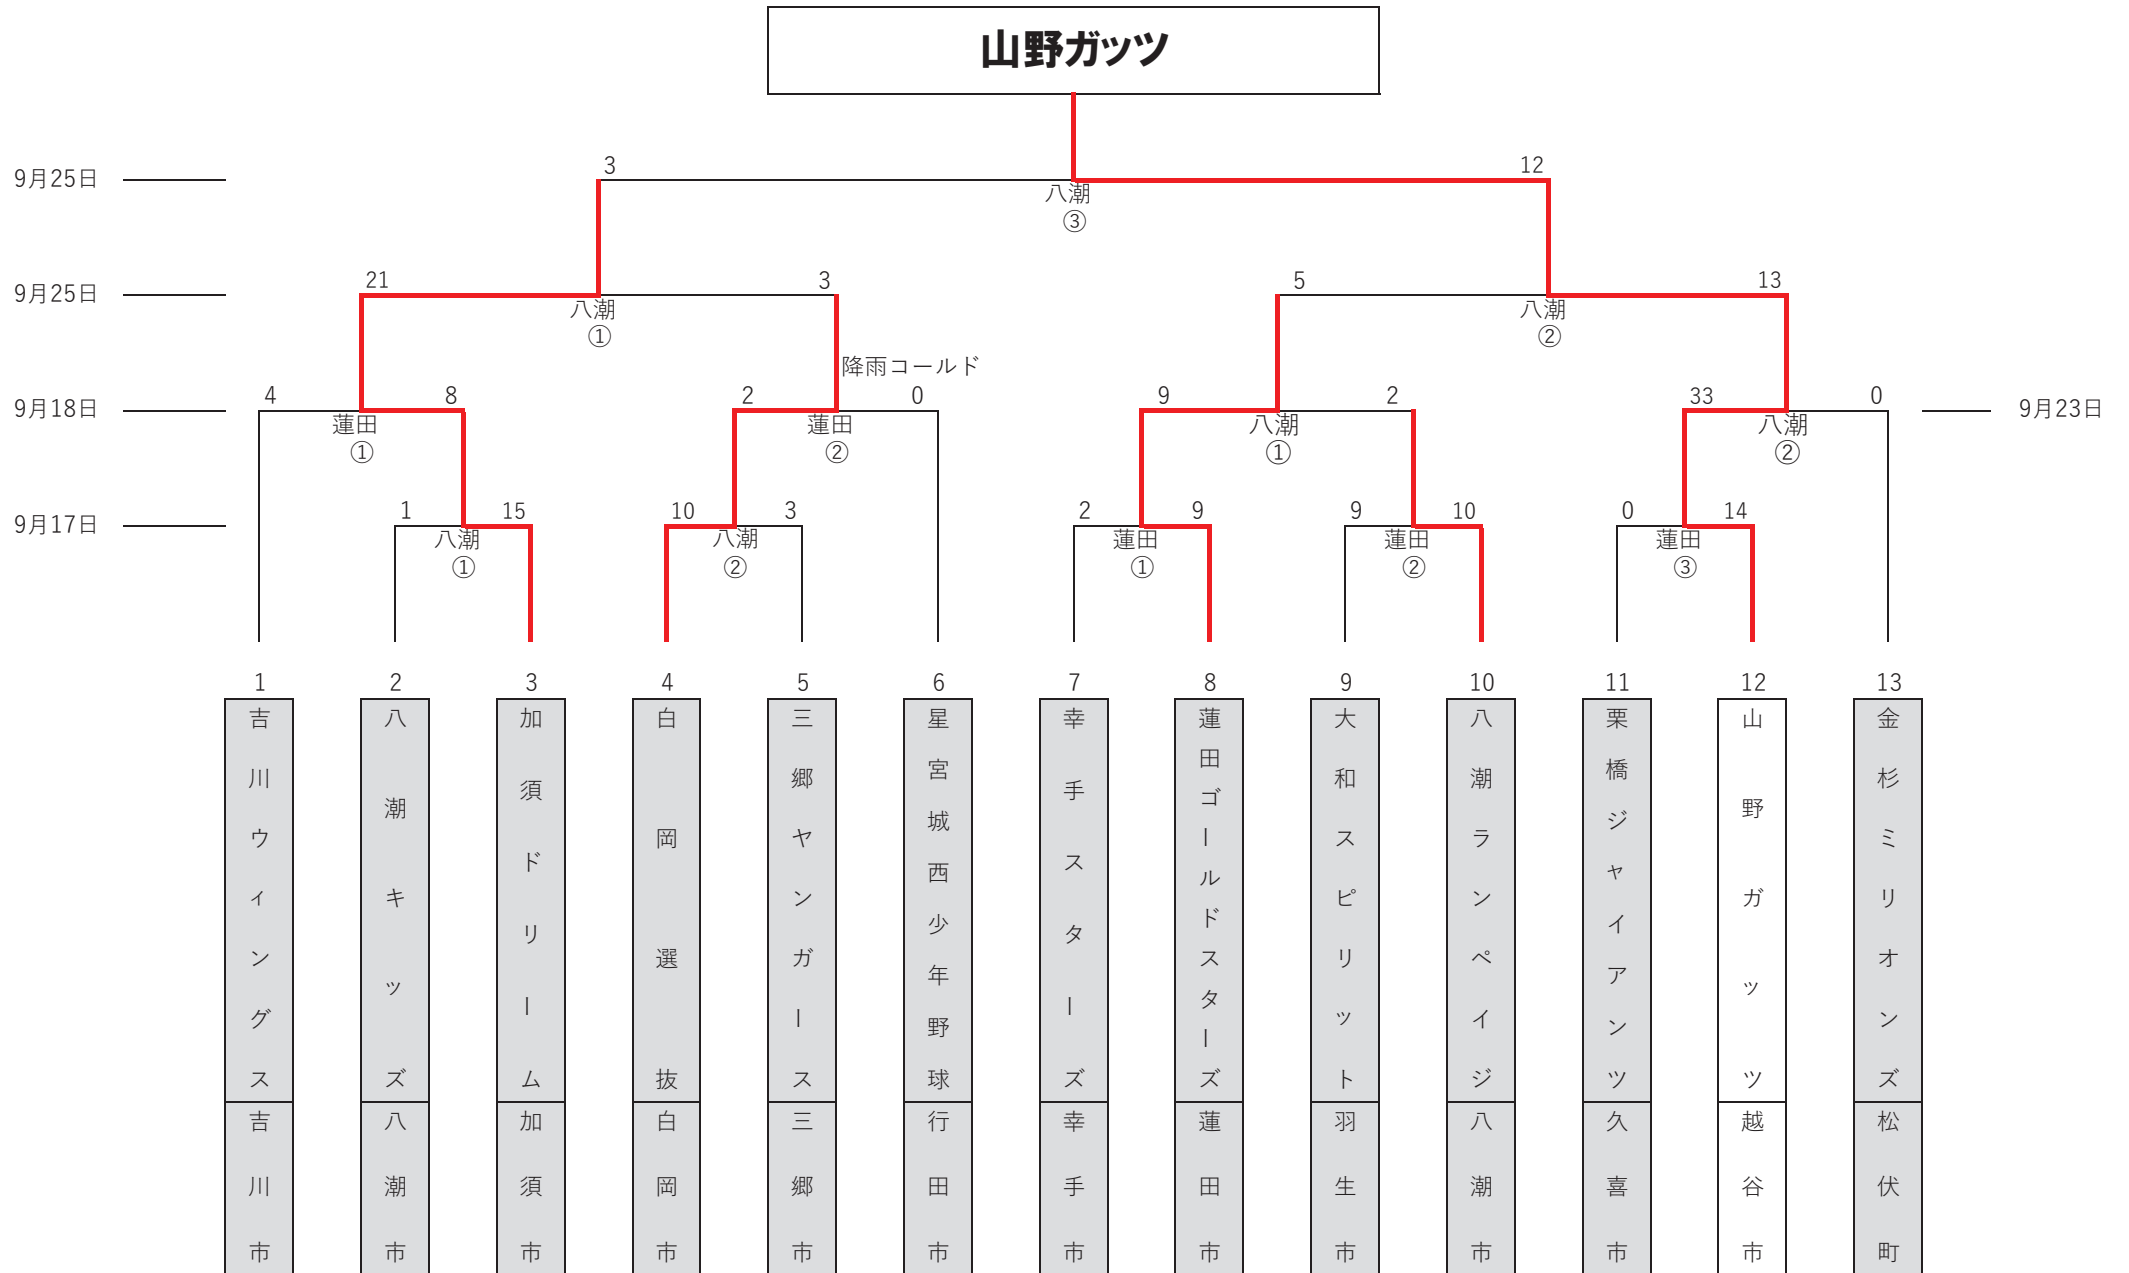 山野ガッツ
9月25日
3
12
八潮
③
9月25日
21
3
5
13
八潮
①
八潮
②
降雨コールド
9月18日
4
8
2
0
9
2
33
0
9月23日
蓮田
①
蓮田
②
八潮
①
八潮
②
9月17日
1
15
10
3
2
9
9
10
0
14
八潮
①
八潮
②
蓮田
①
蓮田
②
蓮田
③
1
2
3
4
5
6
7
8
9
10
11
12
13
吉川ウィングス
八潮キッズ
加須ドリーム
白岡選抜
三郷ヤンガース
星宮城西少年野球
幸手スターズ
蓮田ゴールドスターズ
大和スピリット
八潮ランペイジ
栗橋ジャイアンツ
山野ガッツ
金杉ミリオンズ
吉川市
八潮市
加須市
白岡市
三郷市
行田市
幸手市
蓮田市
羽生市
八潮市
久喜市
越谷市
松伏町